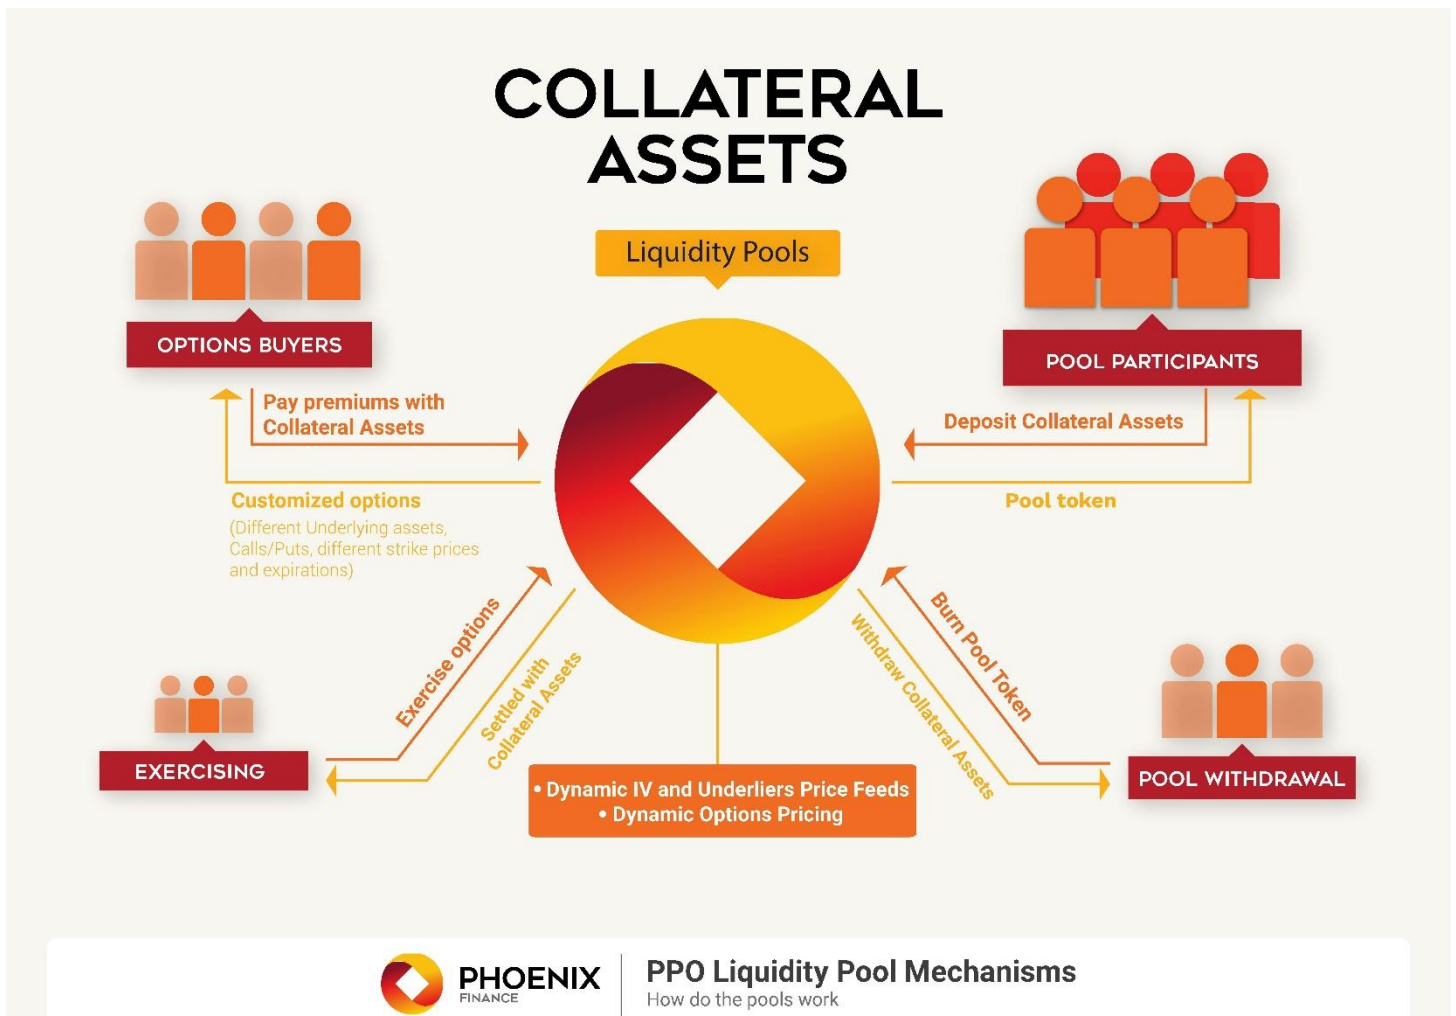 COLLATERAL
ASSETS
Liquidity Pools
OPTIONS BUYERS
POOL PARTICIPANTS
Pay premiums with
Collateral Assets
Deposit Collateral Assets
Customized options
(Different Underlying assets,
Calls/Puts, different strike prices
and expirations)
Pool token
Exercise options
Settled with
Collateral Assets
Withdraw Collateral Assets
Burn Pool Token
EXERCISING
POOL WITHDRAWAL
• Dynamic IV and Underliers Price Feeds
• Dynamic Options Pricing
PHOENIX
FINANCE
PPO Liquidity Pool Mechanisms
How do the pools work